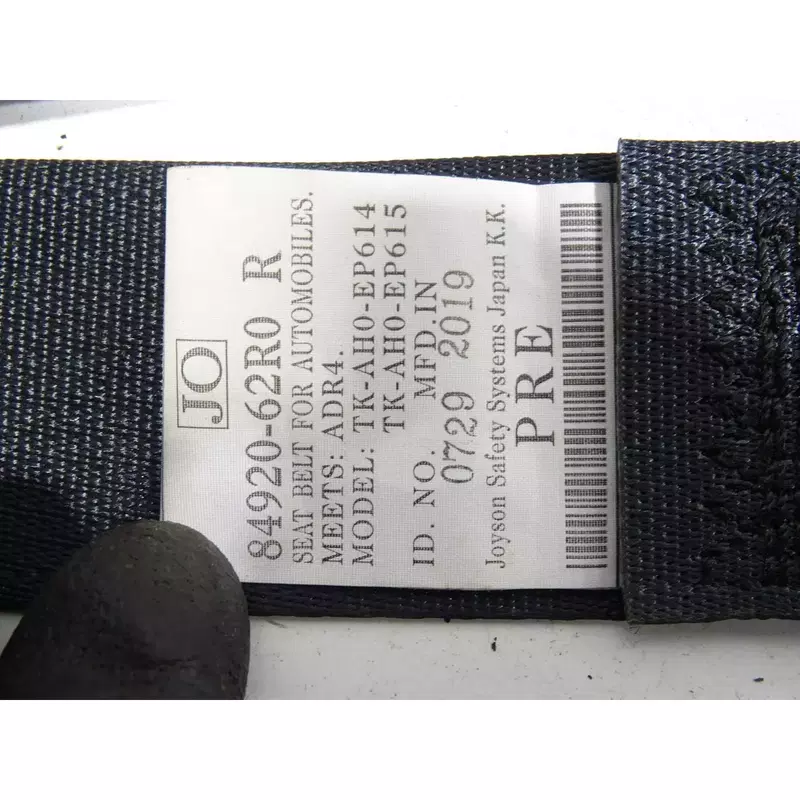 JO
84920-62R0 R
SEAT BELT FOR AUTOMOBILES.
MEETS: ADR4.
MODEL: TK-AH0-EP614
TK-AH0-EP615
ID. NO. MFD.IN
0729 2019
Joyson Safety Systems Japan K.K.
PRE